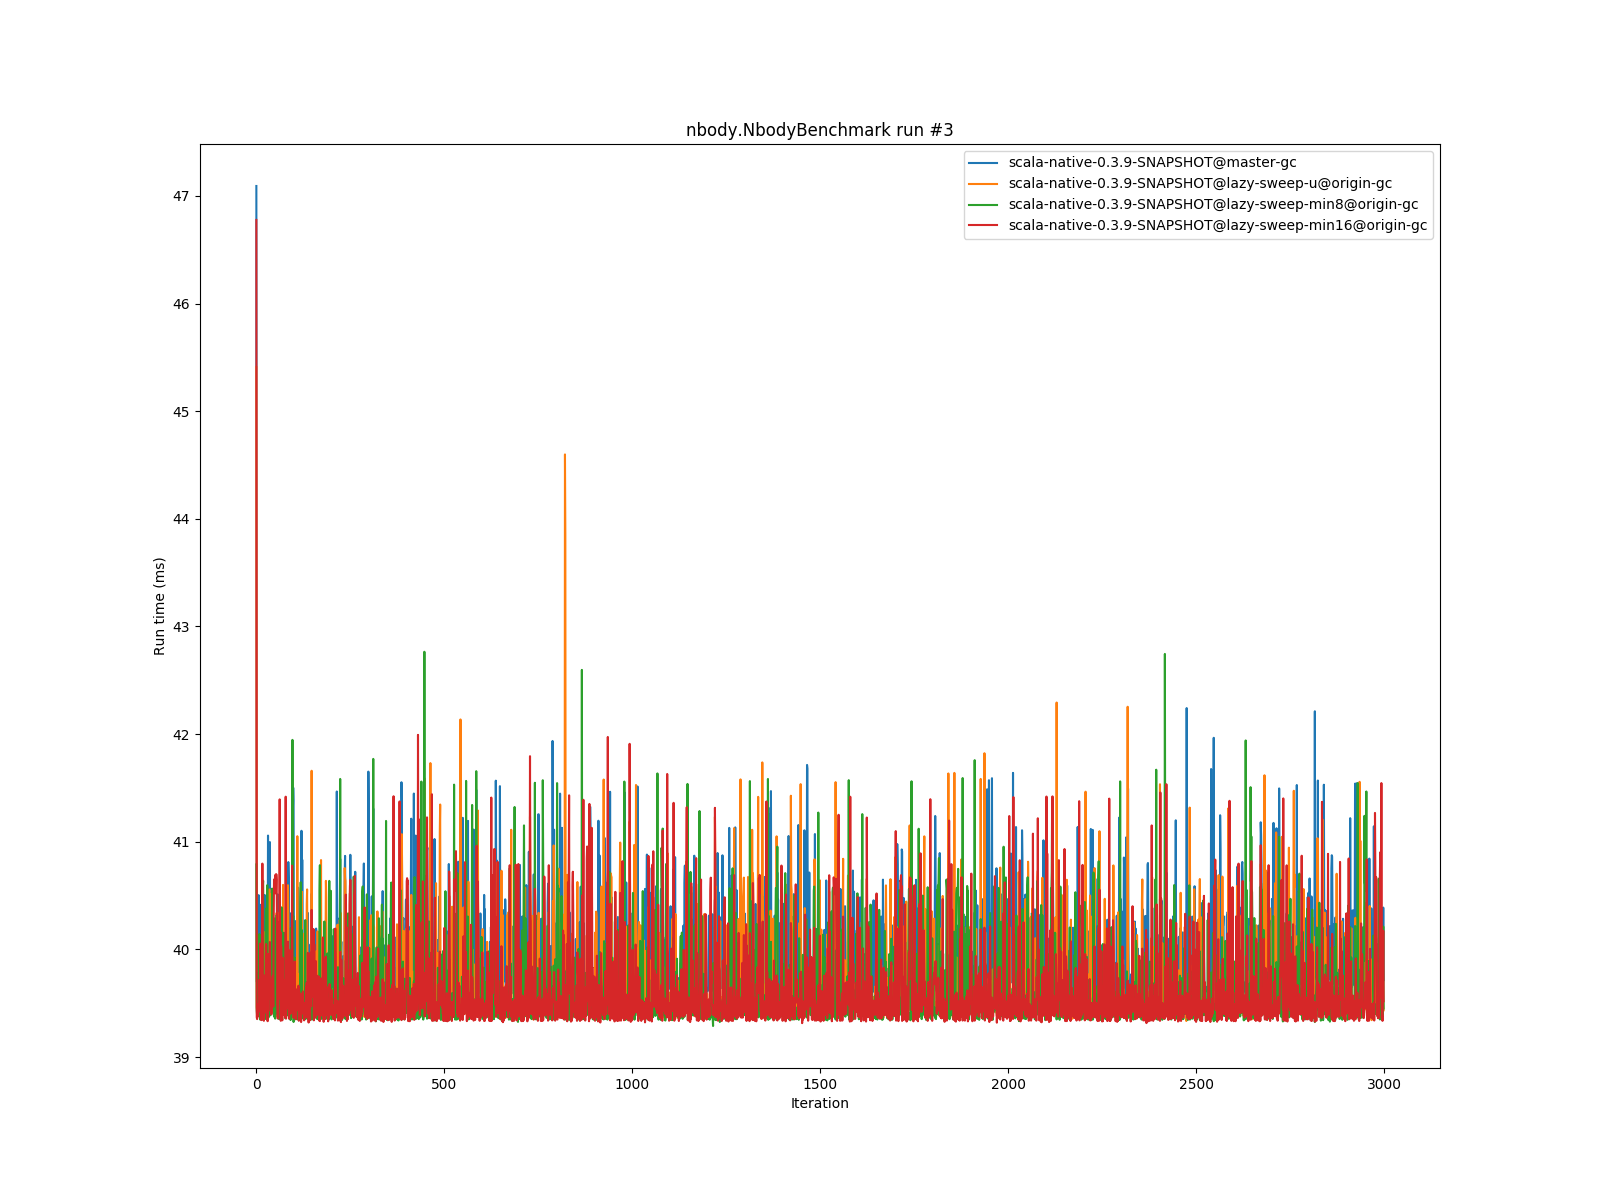 nbody.NbodyBenchmark run #3
scala-native-0.3.9-SNAPSHOT@master-gc
scala-native-0.3.9-SNAPSHOT@lazy-sweep-u@origin-gc
scala-native-0.3.9-SNAPSHOT@lazy-sweep-min8@origin-gc
scala-native-0.3.9-SNAPSHOT@lazy-sweep-min16@origin-gc
47
46
45
44
43
42
41
40
39
Run time (ms)
0 500 1000 1500 2000 2500 3000
Iteration